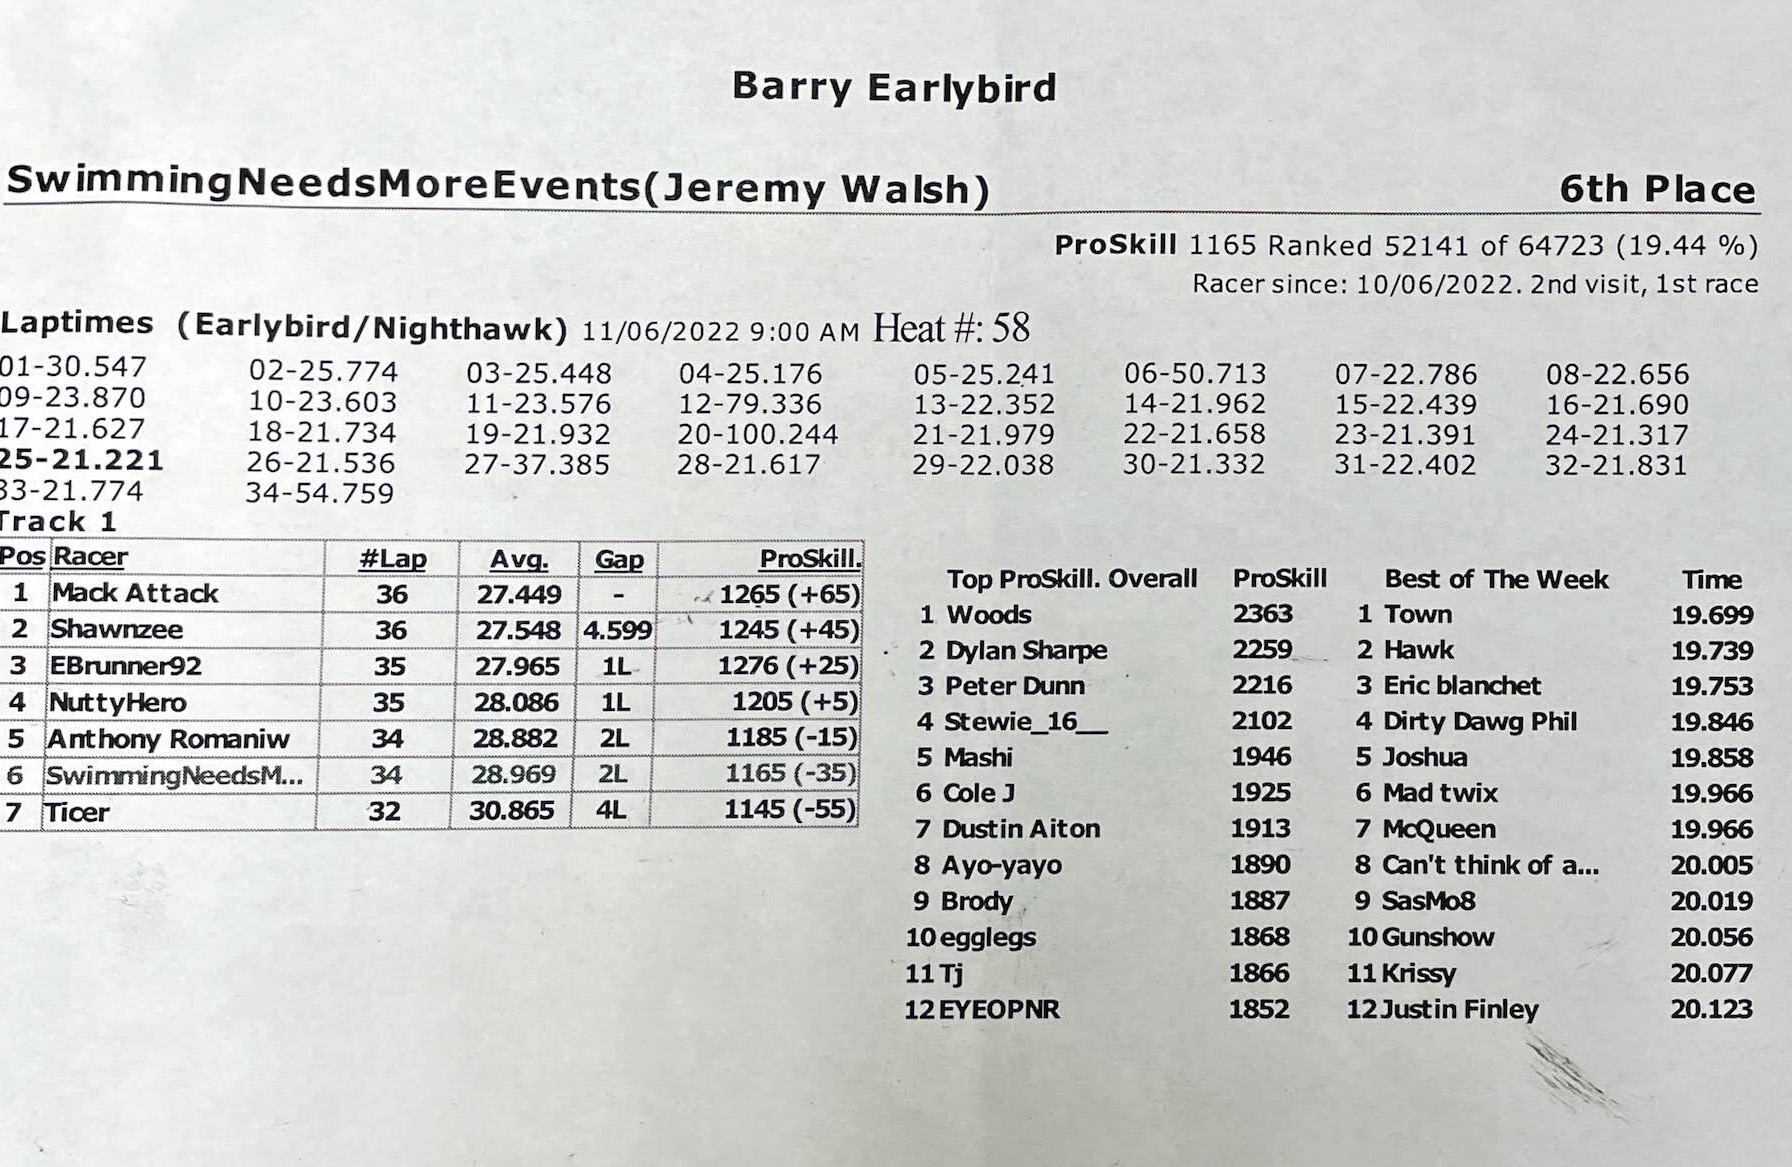 Barry Earlybird
SwimmingNeedsMoreEvents(Jeremy Walsh) 6th Place
ProSkill 1165 Ranked 52141 of 64723 (19.44 %)
Racer since: 10/06/2022. 2nd visit, 1st race
Laptimes (Earlybird/Nighthawk) 11/06/2022 9:00 AM Heat #: 58
01-30.547 02-25.774 03-25.448 04-25.176 05-25.241 06-50.713 07-22.786 08-22.656
09-23.870 10-23.603 11-23.576 12-79.336 13-22.352 14-21.962 15-22.439 16-21.690
17-21.627 18-21.734 19-21.932 20-100.244 21-21.979 22-21.658 23-21.391 24-21.317
25-21.221 26-21.536 27-37.385 28-21.617 29-22.038 30-21.332 31-22.402 32-21.831
33-21.774 34-54.759
Track 1
Pos Racer #Lap Avg. Gap ProSkill.
1 Mack Attack 36 27.449 - 1265 (+65)
2 Shawnzee 36 27.548 4.599 1245 (+45)
3 EBrunner92 35 27.965 1L 1276 (+25)
4 NuttyHero 35 28.086 1L 1205 (+5)
5 Anthony Romaniw 34 28.882 2L 1185 (-15)
6 SwimmingNeedsM... 34 28.969 2L 1165 (-35)
7 Ticer 32 30.865 4L 1145 (-55)
Top ProSkill. Overall ProSkill
1 Woods 2363
2 Dylan Sharpe 2259
3 Peter Dunn 2216
4 Stewie_16__ 2102
5 Mashi 1946
6 Cole J 1925
7 Dustin Aiton 1913
8 Ayo-yayo 1890
9 Brody 1887
10 egglegs 1868
11 Tj 1866
12 EYEOPNR 1852
Best of The Week Time
1 Town 19.699
2 Hawk 19.739
3 Eric blanchet 19.753
4 Dirty Dawg Phil 19.846
5 Joshua 19.858
6 Mad twix 19.966
7 McQueen 19.966
8 Can't think of a... 20.005
9 SasMo8 20.019
10 Gunshow 20.056
11 Krissy 20.077
12 Justin Finley 20.123